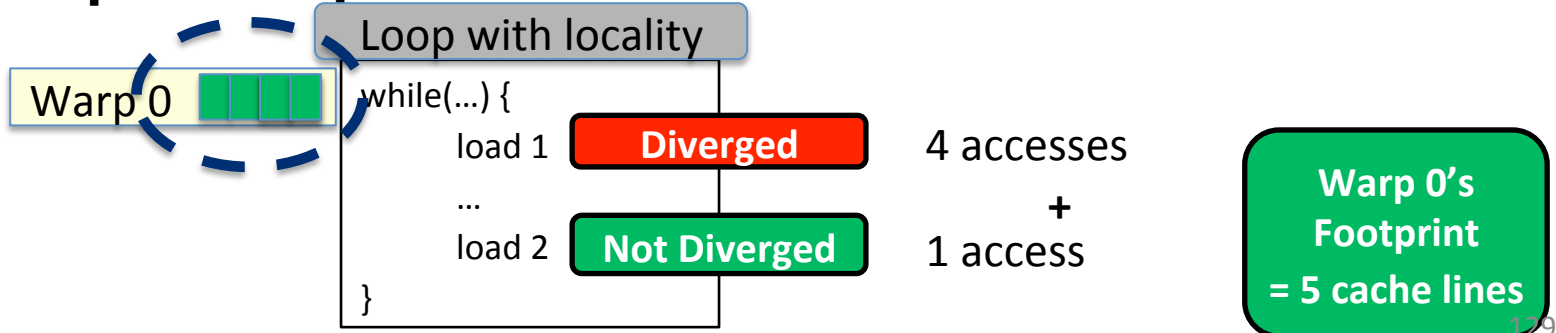 Loop with locality
Warp 0
while(…) {
load 1 Diverged 4 accesses
… +
load 2 Not Diverged 1 access
}
Warp 0’s
Footprint
= 5 cache lines